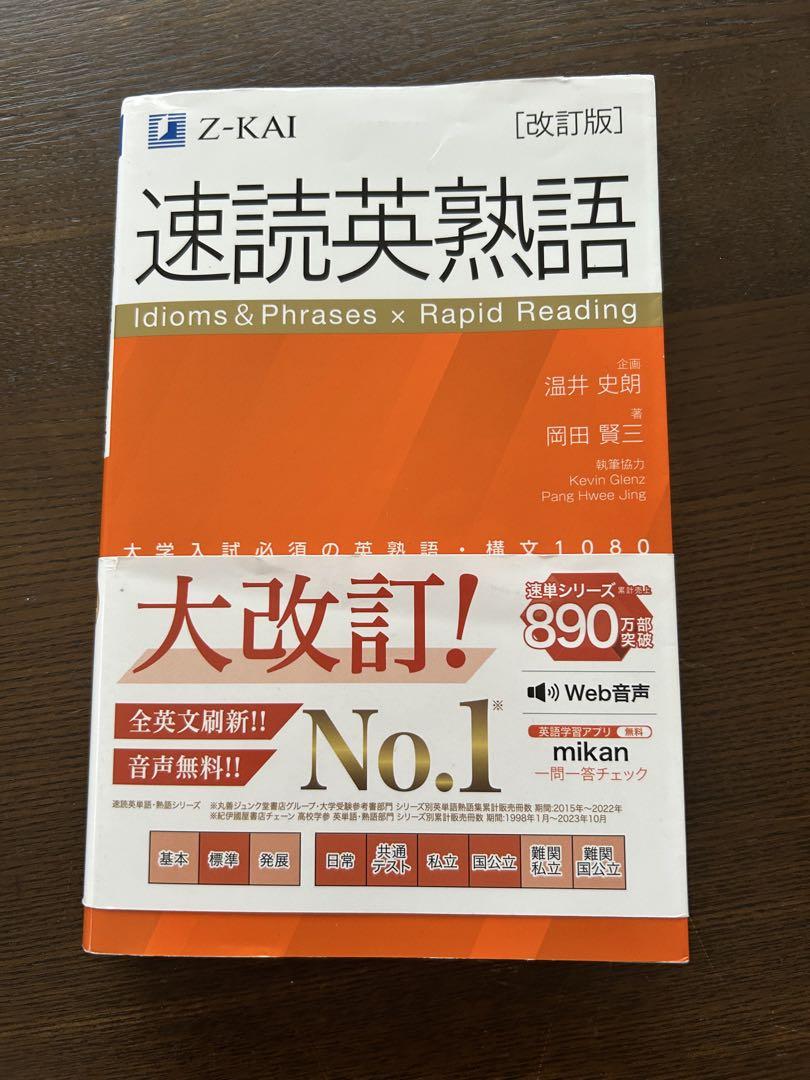 Z-KAI
[改訂版]
速読英熟語
Idioms & Phrases × Rapid Reading
企画
温井 史朗
著
岡田 賢三
執筆協力
Kevin Glenz
Pang Hwee Jing
大学入試必須の英熟語・構文1080
大改訂!
速単シリーズ 累計売上
890万部突破
全英文刷新!!
音声無料!!
No.1※
Web音声
英語学習アプリ 無料
mikan
一問一答チェック
速読英単語・熟語シリーズ ※丸善ジュンク堂書店グループ・大学受験参考書部門 シリーズ別英単語熟語集累計販売冊数 期間:2015年〜2022年
※紀伊國屋書店チェーン 高校学参 英単語・熟語部門 シリーズ別累計販売冊数 期間:1998年1月〜2023年10月
基本 標準 発展 日常 共通テスト 私立 国公立 難関私立 難関国公立